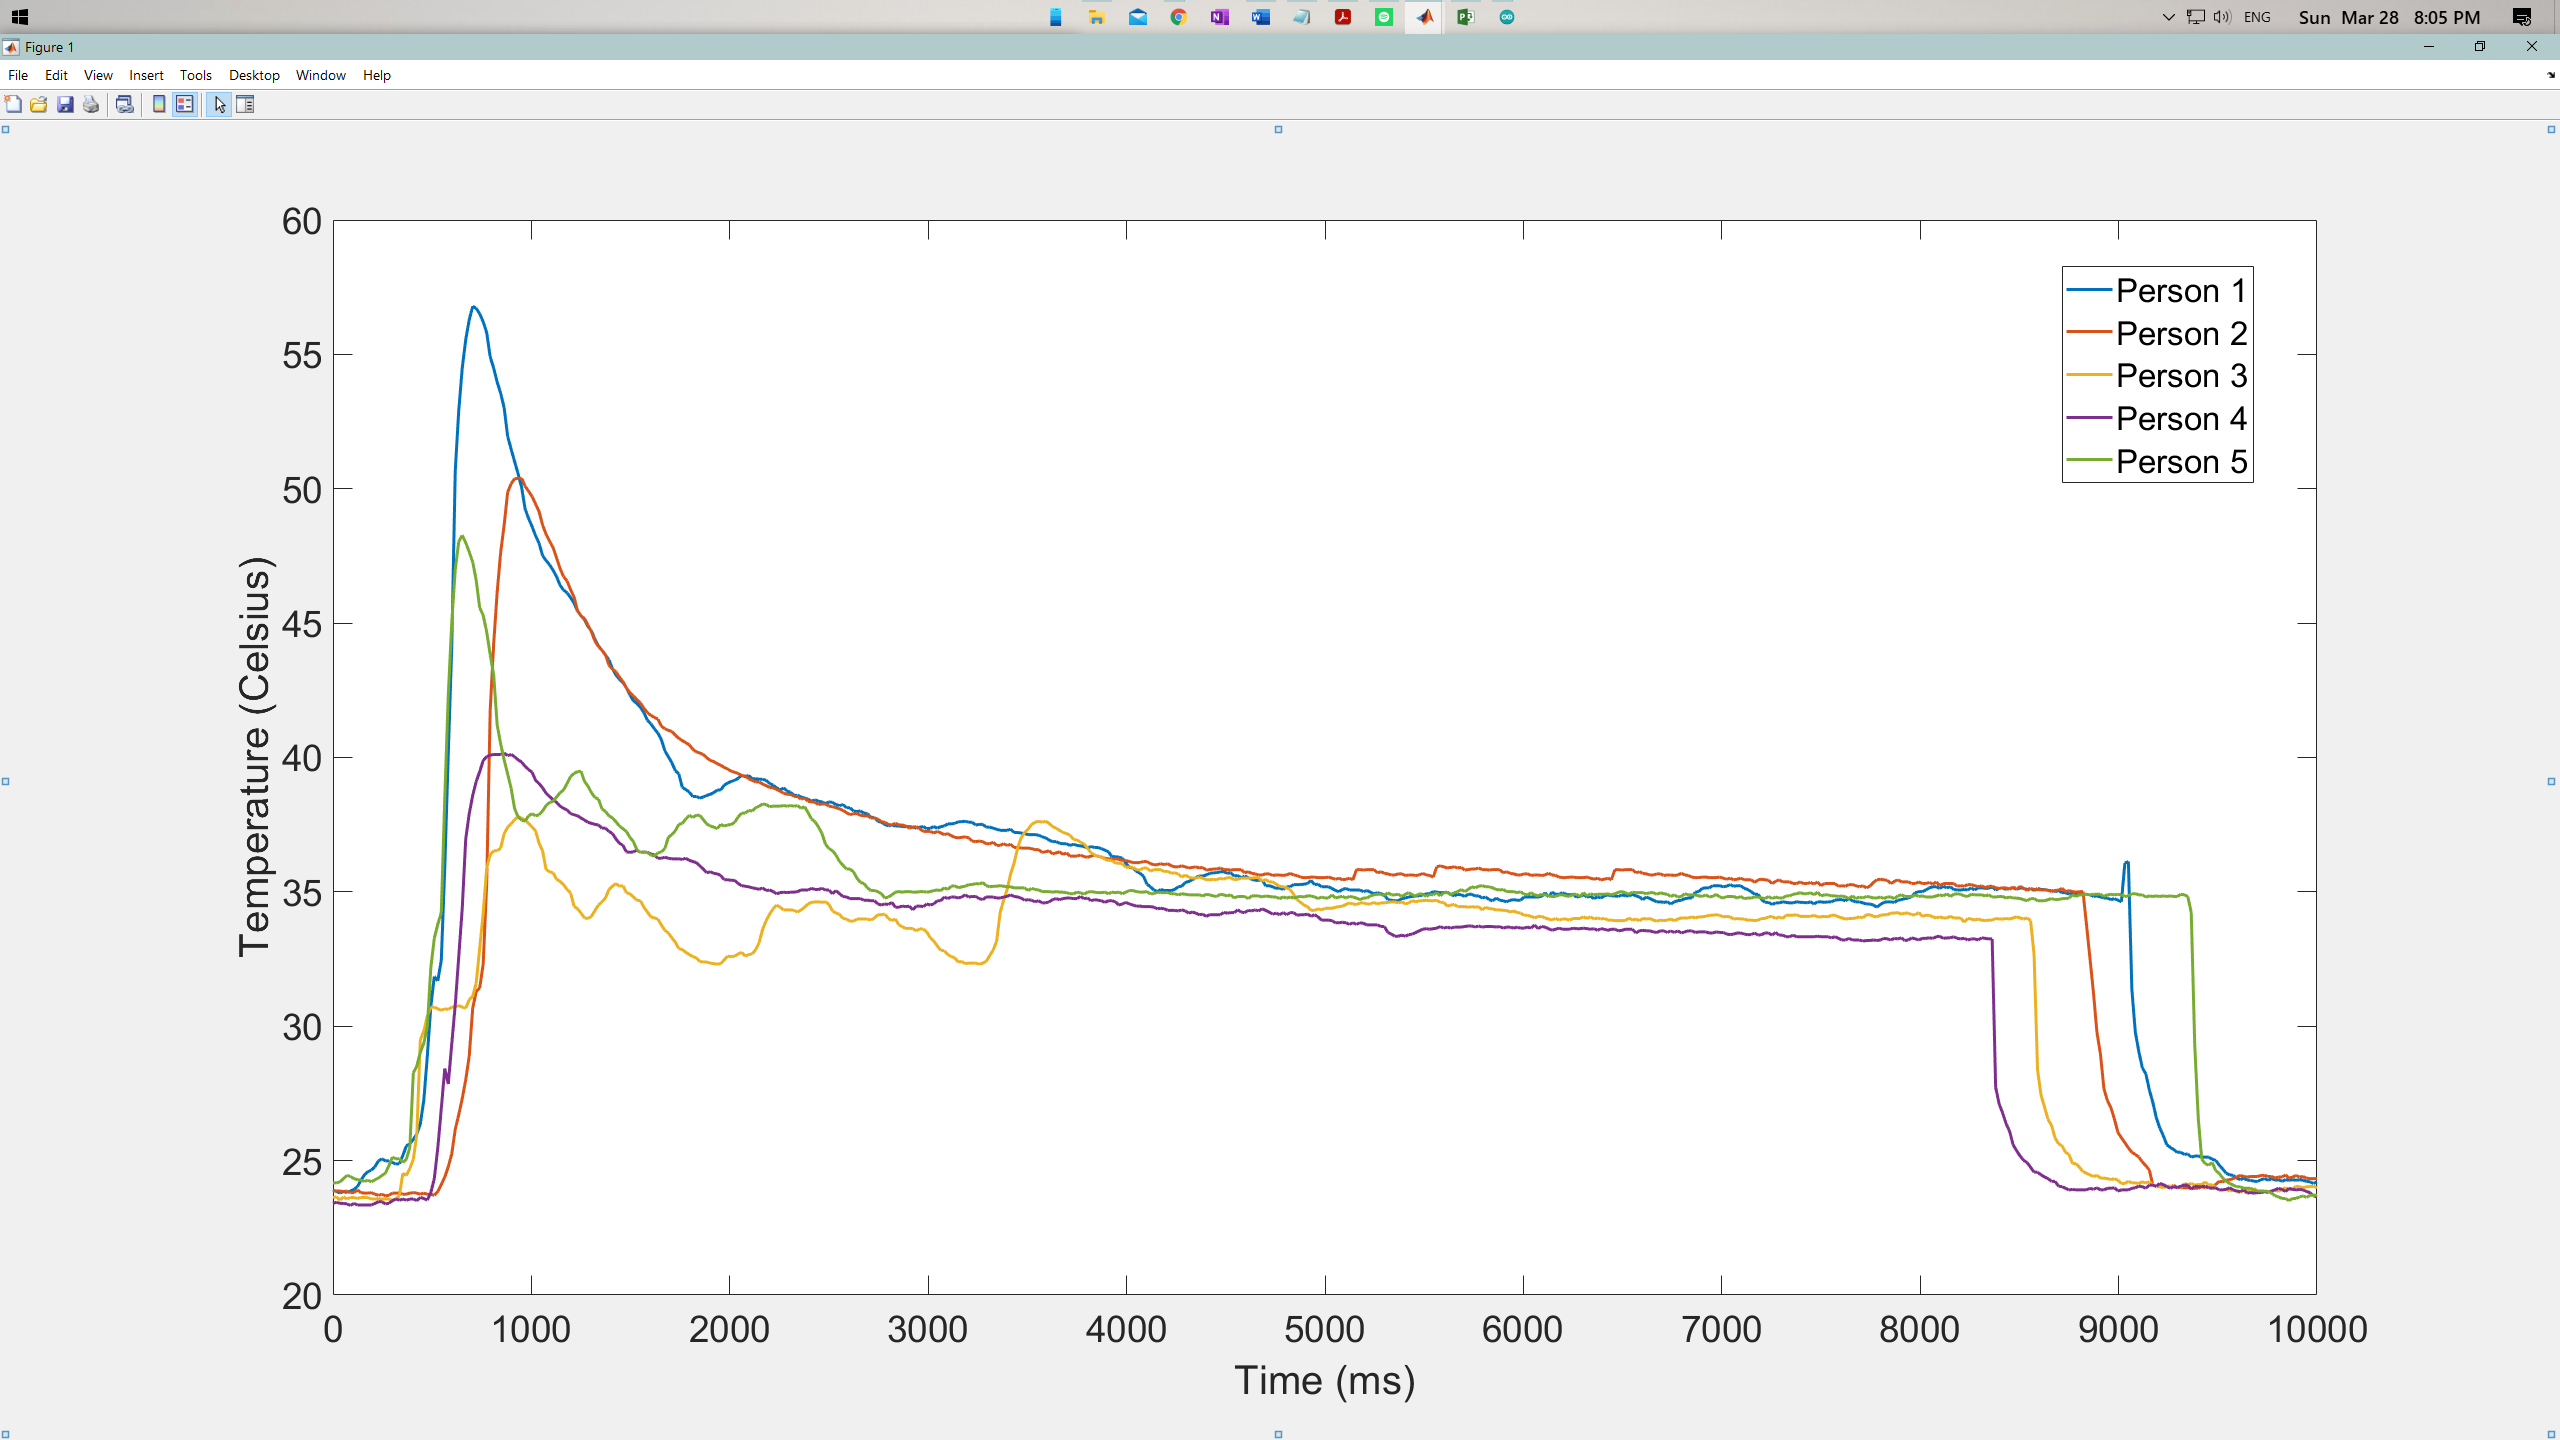 ENG Sun Mar 28 8:05 PM
Figure 1
File Edit View Insert Tools Desktop Window Help
60
55
50
45
40
35
30
25
20
Temperature (Celsius)
Person 1
Person 2
Person 3
Person 4
Person 5
0 1000 2000 3000 4000 5000 6000 7000 8000 9000 10000
Time (ms)